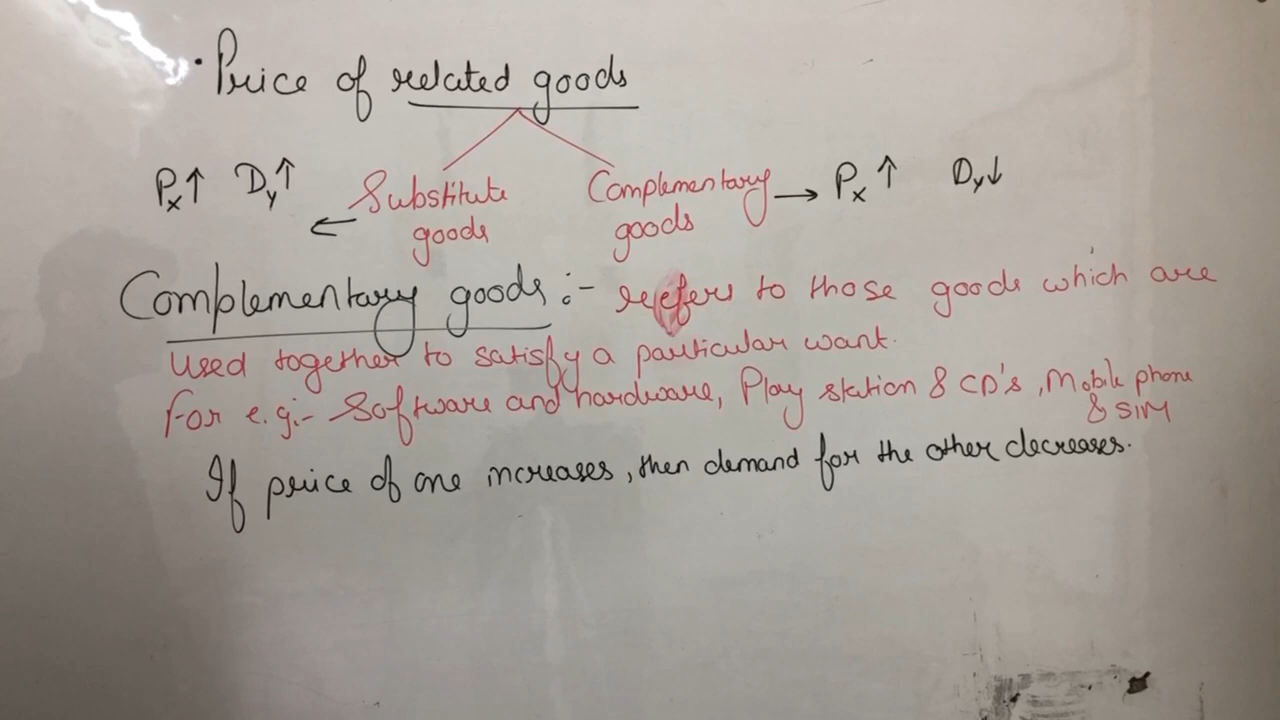 · Price of related goods
Px↑ Dy↑ ← Substitute goods
Complementary goods → Px↑ Dy↓
Complementary goods :- refers to those goods which are
used together to satisfy a particular want.
for e.g:- Software and hardware, Play station & CD's, Mobile phone
& SIM
If price of one increases, then demand for the other decreases.